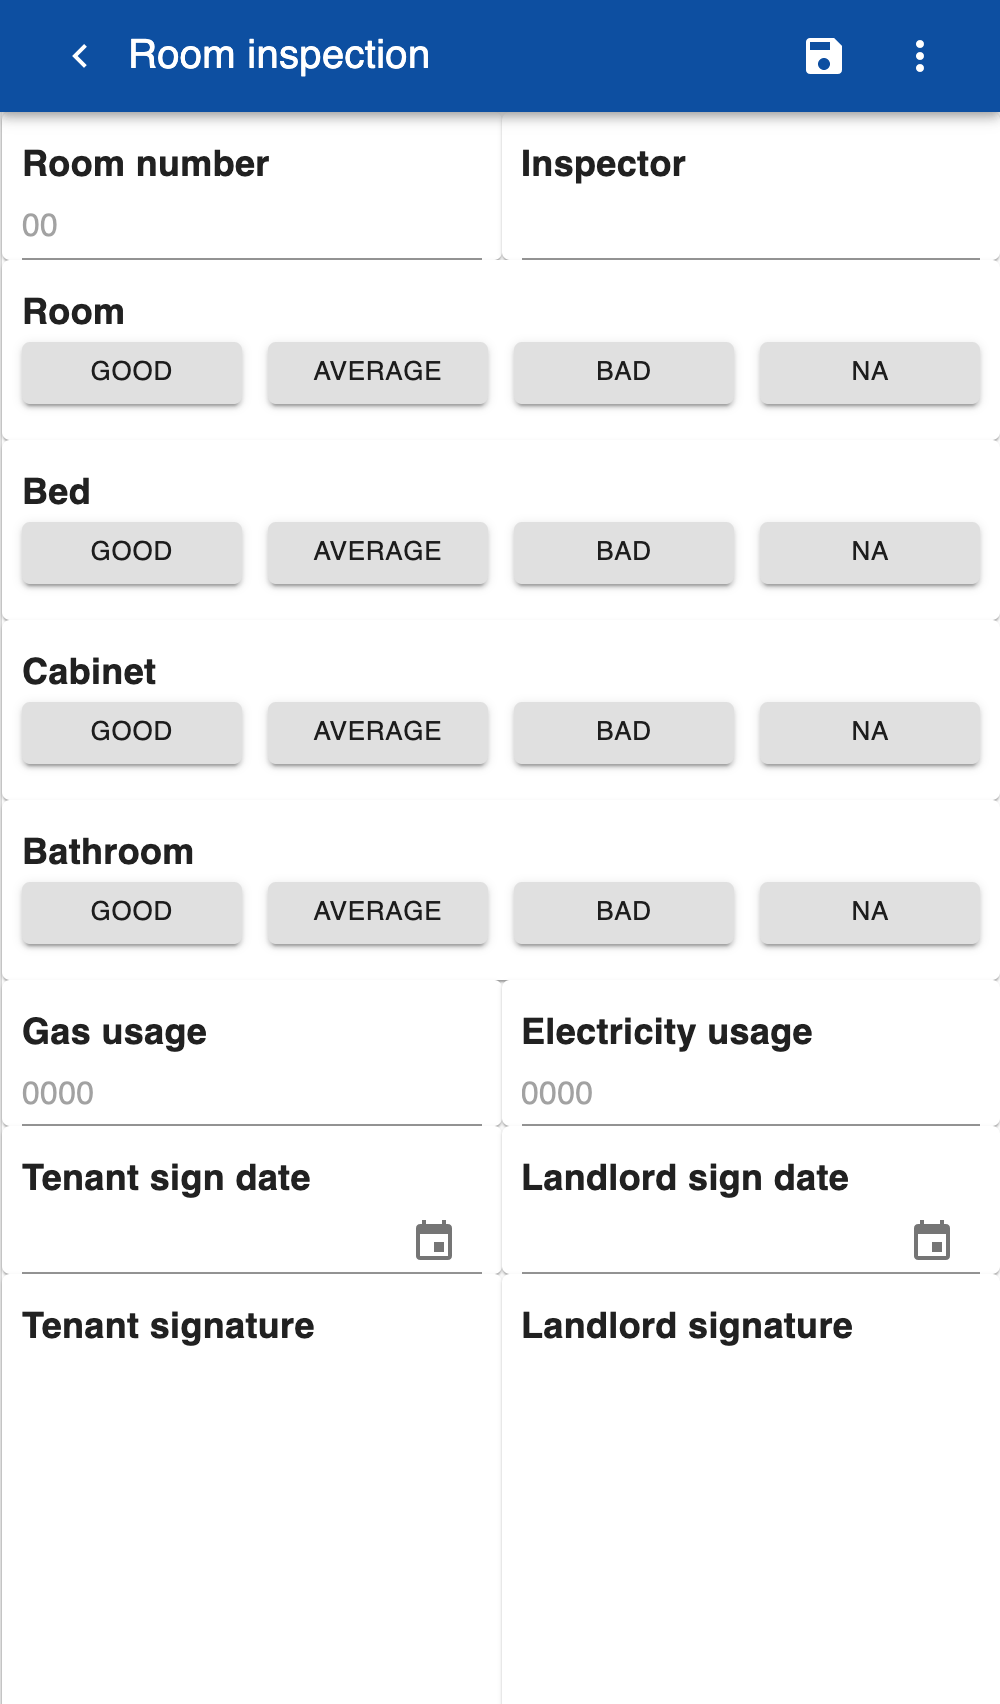 Room inspection
Room number
Inspector
00
Room
GOOD AVERAGE BAD NA
Bed
GOOD AVERAGE BAD NA
Cabinet
GOOD AVERAGE BAD NA
Bathroom
GOOD AVERAGE BAD NA
Gas usage
Electricity usage
0000
0000
Tenant sign date
Landlord sign date
Tenant signature
Landlord signature